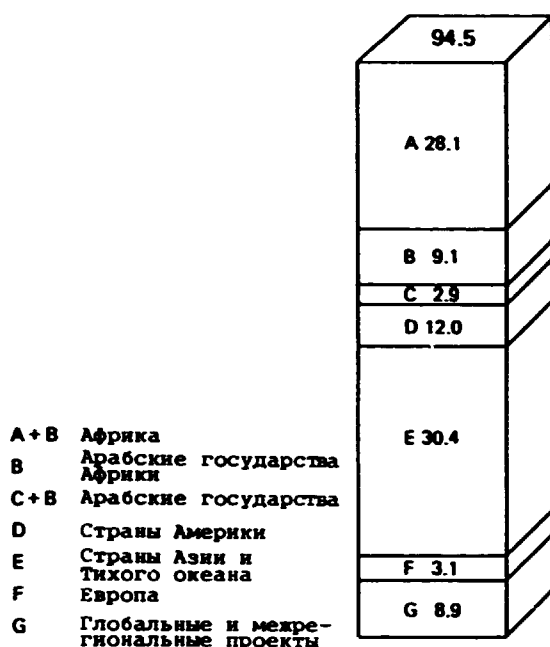 94.5
A 28.1
B 9.1
C 2.9
D 12.0
E 30.4
F 3.1
G 8.9
A + B Африка
B Арабские государства
Африки
C + B Арабские государства
D Страны Америки
E Страны Азии и
Тихого океана
F Европа
G Глобальные и межре-
гиональные проекты